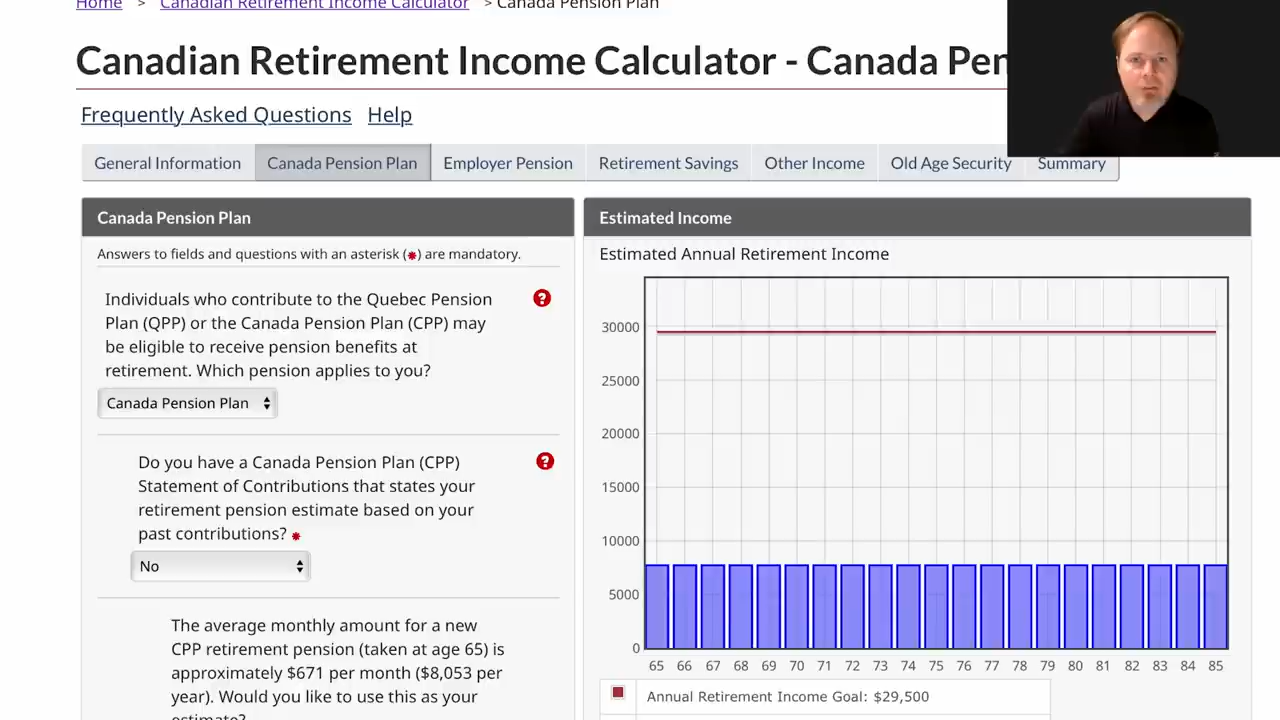 Home > Canadian Retirement Income Calculator > Canada Pension Plan
Canadian Retirement Income Calculator - Canada Pen
Frequently Asked Questions Help
General Information Canada Pension Plan Employer Pension Retirement Savings Other Income Old Age Security Summary
Canada Pension Plan
Answers to fields and questions with an asterisk (*) are mandatory.
Individuals who contribute to the Quebec Pension
Plan (QPP) or the Canada Pension Plan (CPP) may
be eligible to receive pension benefits at
retirement. Which pension applies to you?
?
Canada Pension Plan
Do you have a Canada Pension Plan (CPP)
Statement of Contributions that states your
retirement pension estimate based on your
past contributions? *
?
No
The average monthly amount for a new
CPP retirement pension (taken at age 65) is
approximately $671 per month ($8,053 per
year). Would you like to use this as your
estimate?
Estimated Income
Estimated Annual Retirement Income
30000
25000
20000
15000
10000
5000
0
65 66 67 68 69 70 71 72 73 74 75 76 77 78 79 80 81 82 83 84 85
Annual Retirement Income Goal: $29,500